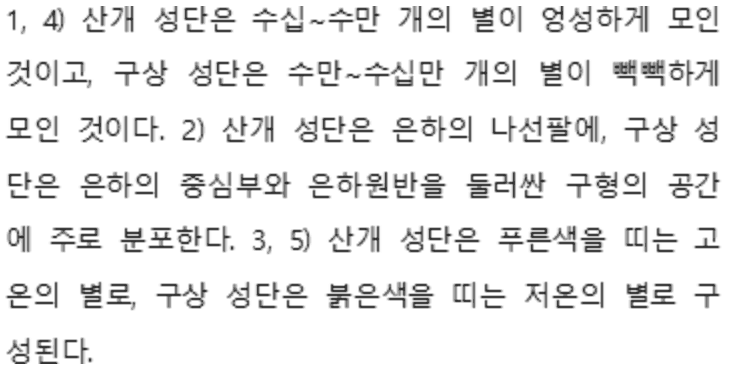 1, 4) 산개 성단은 수십~수만 개의 별이 엉성하게 모인
것이고, 구상 성단은 수만~수십만 개의 별이 빽빽하게
모인 것이다. 2) 산개 성단은 은하의 나선팔에, 구상 성
단은 은하의 중심부와 은하원반을 둘러싼 구형의 공간
에 주로 분포한다. 3, 5) 산개 성단은 푸른색을 띠는 고
온의 별로, 구상 성단은 붉은색을 띠는 저온의 별로 구
성된다.